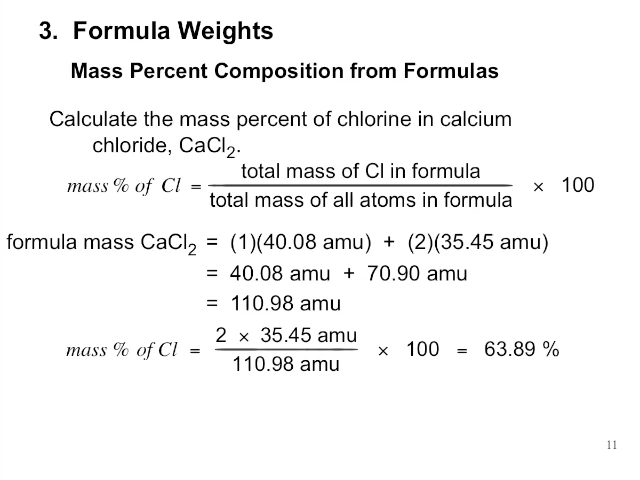 3. Formula Weights
Mass Percent Composition from Formulas
Calculate the mass percent of chlorine in calcium
chloride, CaCl₂.
mass % of Cl = total mass of Cl in formula / total mass of all atoms in formula × 100
formula mass CaCl₂ = (1)(40.08 amu) + (2)(35.45 amu)
= 40.08 amu + 70.90 amu
= 110.98 amu
mass % of Cl = 2 × 35.45 amu / 110.98 amu × 100 = 63.89 %
11